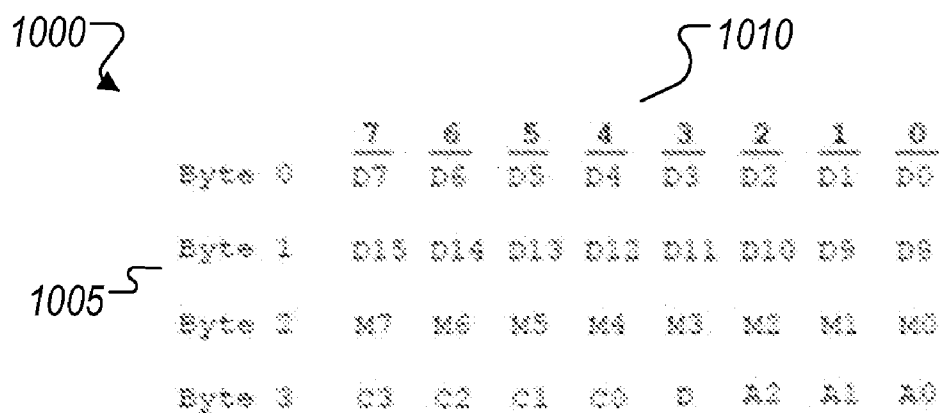 1000
1010
7 6 5 4 3 2 1 0
Byte 0 D7 D6 D5 D4 D3 D2 D1 D0
Byte 1 D15 D14 D13 D12 D11 D10 D9 D8
1005
Byte 2 M7 M6 M5 M4 M3 M2 M1 M0
Byte 3 C3 C2 C1 C0 D A2 A1 A0